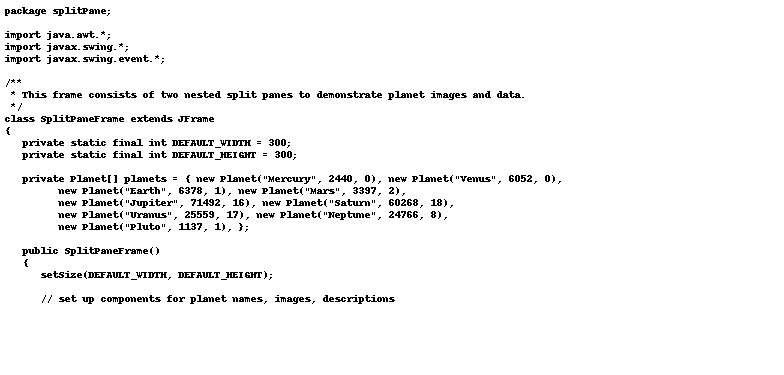 package splitPane;

import java.awt.*;
import javax.swing.*;
import javax.swing.event.*;

/**
 * This frame consists of two nested split panes to demonstrate planet images and data.
 */
class SplitPaneFrame extends JFrame
{
   private static final int DEFAULT_WIDTH = 300;
   private static final int DEFAULT_HEIGHT = 300;

   private Planet[] planets = { new Planet("Mercury", 2440, 0), new Planet("Venus", 6052, 0),
         new Planet("Earth", 6378, 1), new Planet("Mars", 3397, 2),
         new Planet("Jupiter", 71492, 16), new Planet("Saturn", 60268, 18),
         new Planet("Uranus", 25559, 17), new Planet("Neptune", 24766, 8),
         new Planet("Pluto", 1137, 1), };

   public SplitPaneFrame()
   {
      setSize(DEFAULT_WIDTH, DEFAULT_HEIGHT);

      // set up components for planet names, images, descriptions